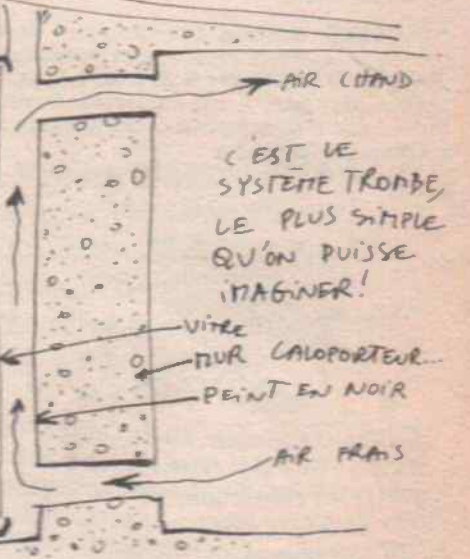 AIR CHAUD
C'EST LE
SYSTÈME TROMBE,
LE PLUS SIMPLE
QU'ON PUISSE
IMAGINER!
VITRE
MUR CALOPORTEUR...
PEINT EN NOIR
AIR FRAIS